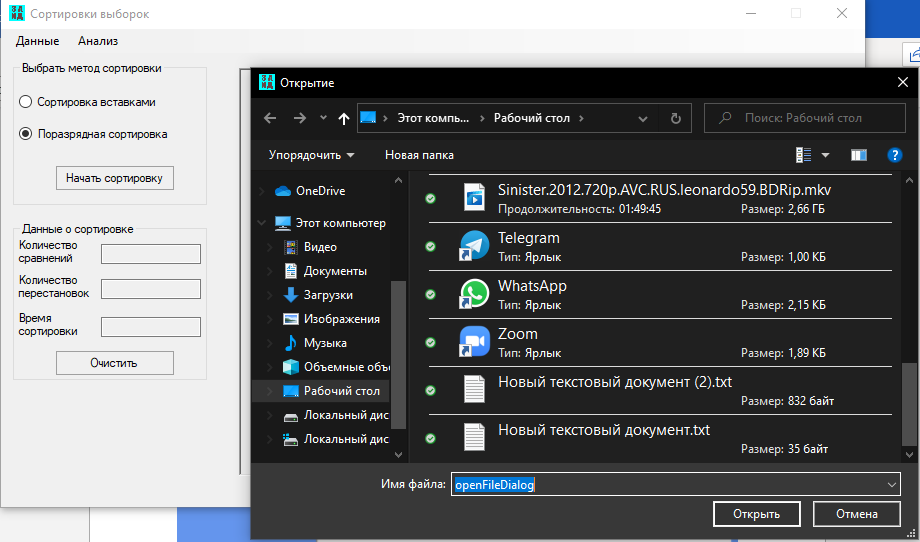 Сортировки выборок
Данные Анализ
Выбрать метод сортировки
Сортировка вставками
Поразрядная сортировка
Начать сортировку
Данные о сортировке
Количество
сравнений
Количество
перестановок
Время
сортировки
Очистить
Открытие
Этот компь... Рабочий стол
Поиск: Рабочий стол
Упорядочить Новая папка
OneDrive
Этот компьютер
Видео
Документы
Загрузки
Изображения
Музыка
Объемные объе
Рабочий стол
Локальный дис
Локальный дис
Sinister.2012.720p.AVC.RUS.leonardo59.BDRip.mkv
Продолжительность: 01:49:45 Размер: 2,66 ГБ
Telegram
Тип: Ярлык Размер: 1,00 КБ
WhatsApp
Тип: Ярлык Размер: 2,15 КБ
Zoom
Тип: Ярлык Размер: 1,89 КБ
Новый текстовый документ (2).txt
Размер: 832 байт
Новый текстовый документ.txt
Размер: 35 байт
Имя файла: openFileDialog
Открыть Отмена